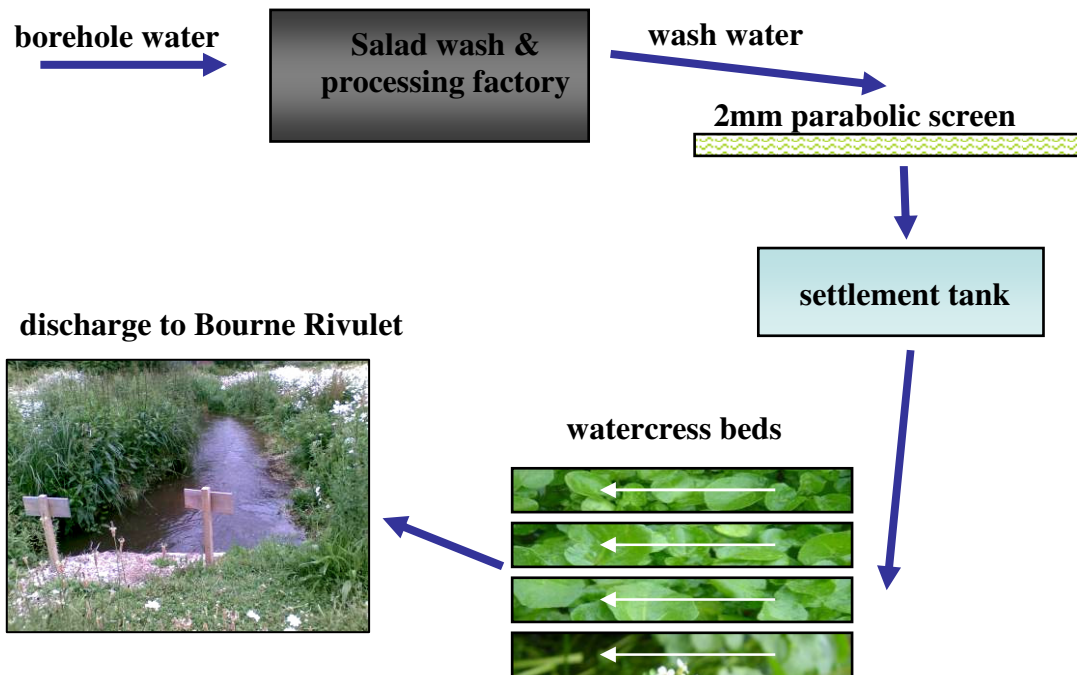 borehole water
Salad wash &
processing factory
wash water
2mm parabolic screen
settlement tank
discharge to Bourne Rivulet
watercress beds